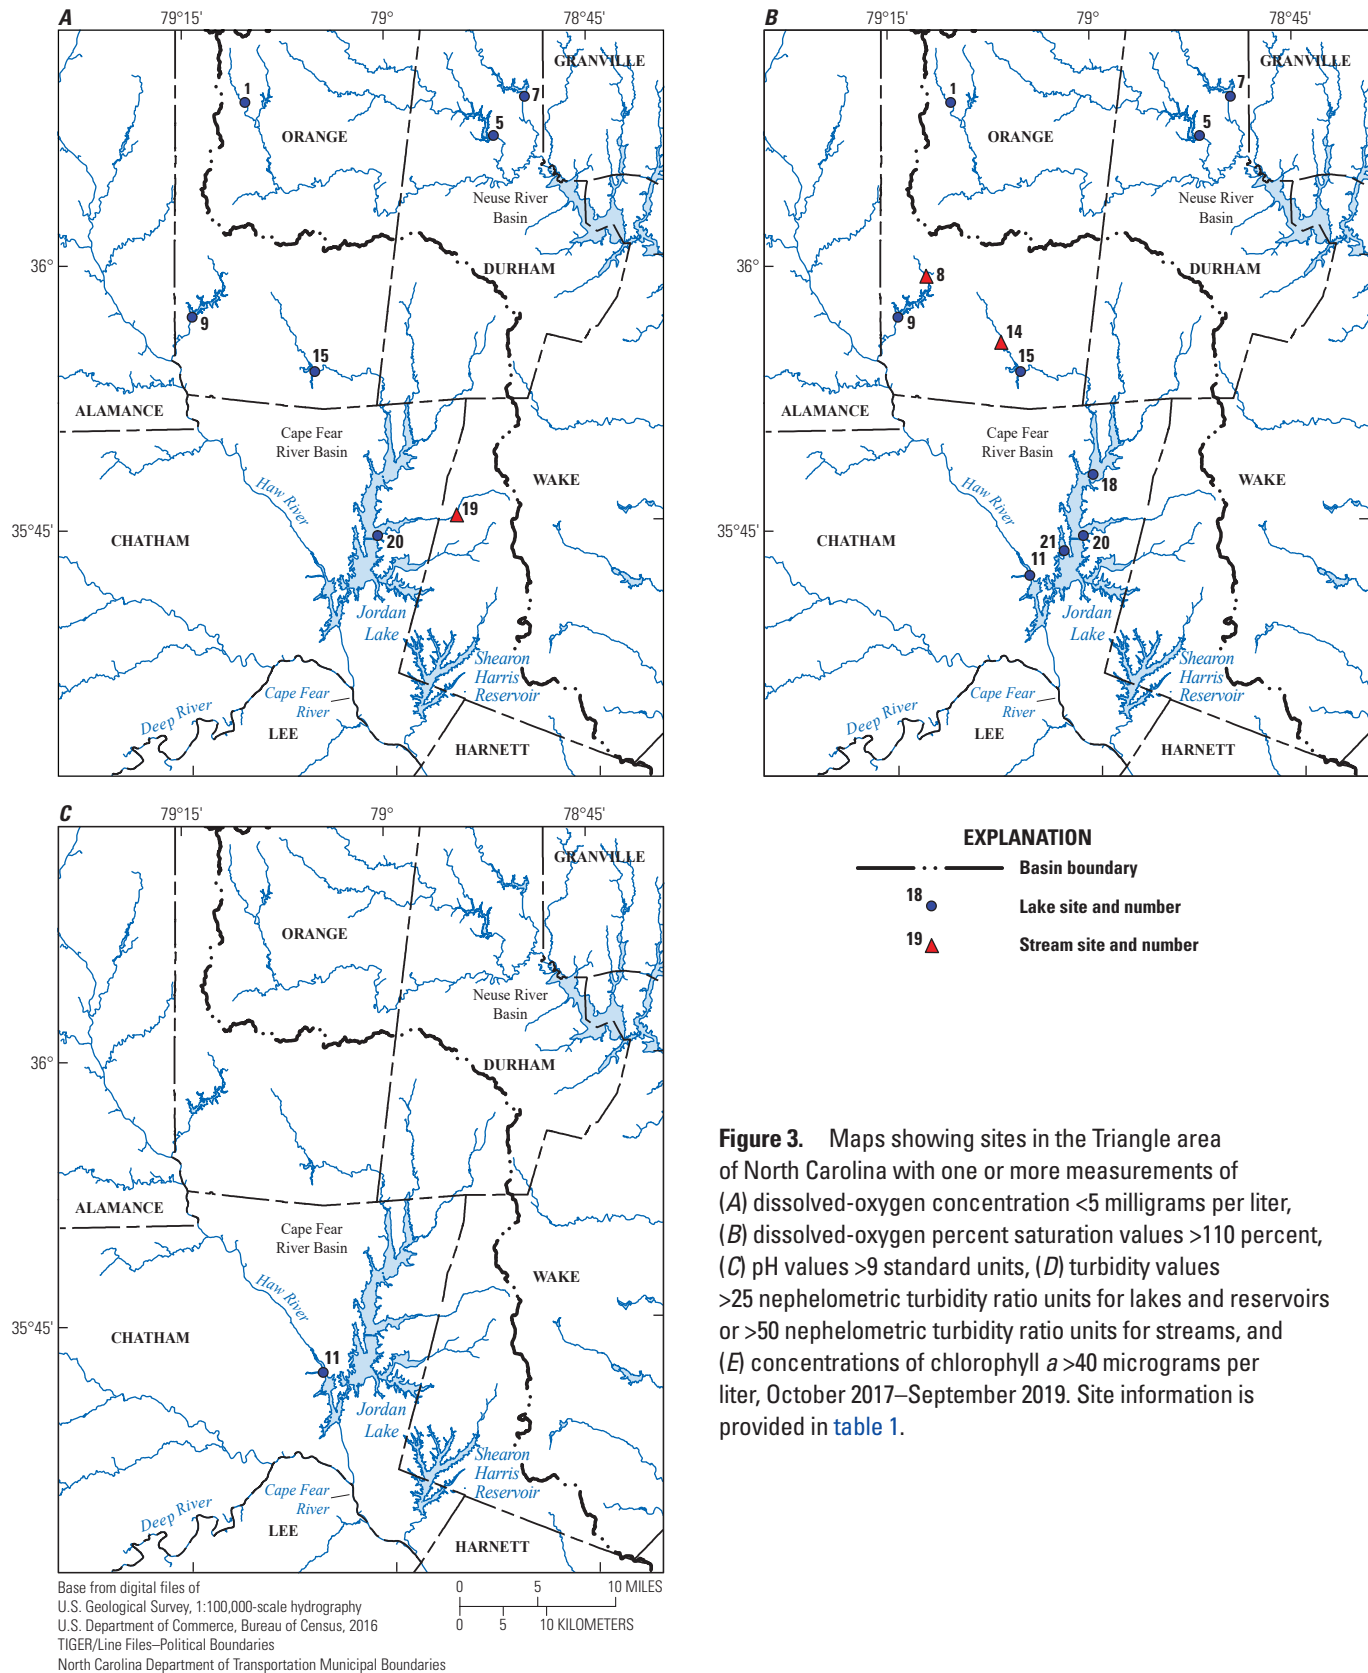 A
79°15'
79°
78°45'
GRANVILLE
1
7
5
ORANGE
Neuse River
Basin
36°
DURHAM
9
15
ALAMANCE
Cape Fear
River Basin
Haw River
WAKE
19
35°45'
20
CHATHAM
Jordan
Lake
Shearon
Harris
Reservoir
Cape Fear
River
Deep River
LEE
HARNETT
B
79°15'
79°
78°45'
GRANVILLE
1
7
5
ORANGE
Neuse River
Basin
36°
DURHAM
8
9
14
15
ALAMANCE
Cape Fear
River Basin
Haw River
WAKE
18
35°45'
21
20
CHATHAM
11
Jordan
Lake
Shearon
Harris
Reservoir
Cape Fear
River
Deep River
LEE
HARNETT
C
79°15'
79°
78°45'
GRANVILLE
ORANGE
Neuse River
Basin
36°
DURHAM
ALAMANCE
Cape Fear
River Basin
Haw River
WAKE
35°45'
CHATHAM
11
Jordan
Lake
Shearon
Harris
Reservoir
Cape Fear
River
Deep River
LEE
HARNETT
Base from digital files of
U.S. Geological Survey, 1:100,000-scale hydrography
U.S. Department of Commerce, Bureau of Census, 2016
TIGER/Line Files–Political Boundaries
North Carolina Department of Transportation Municipal Boundaries
0 5 10 MILES
0 5 10 KILOMETERS
EXPLANATION
Basin boundary
18 Lake site and number
19 Stream site and number
Figure 3. Maps showing sites in the Triangle area
of North Carolina with one or more measurements of
(A) dissolved-oxygen concentration <5 milligrams per liter,
(B) dissolved-oxygen percent saturation values >110 percent,
(C) pH values >9 standard units, (D) turbidity values
>25 nephelometric turbidity ratio units for lakes and reservoirs
or >50 nephelometric turbidity ratio units for streams, and
(E) concentrations of chlorophyll a >40 micrograms per
liter, October 2017–September 2019. Site information is
provided in table 1.